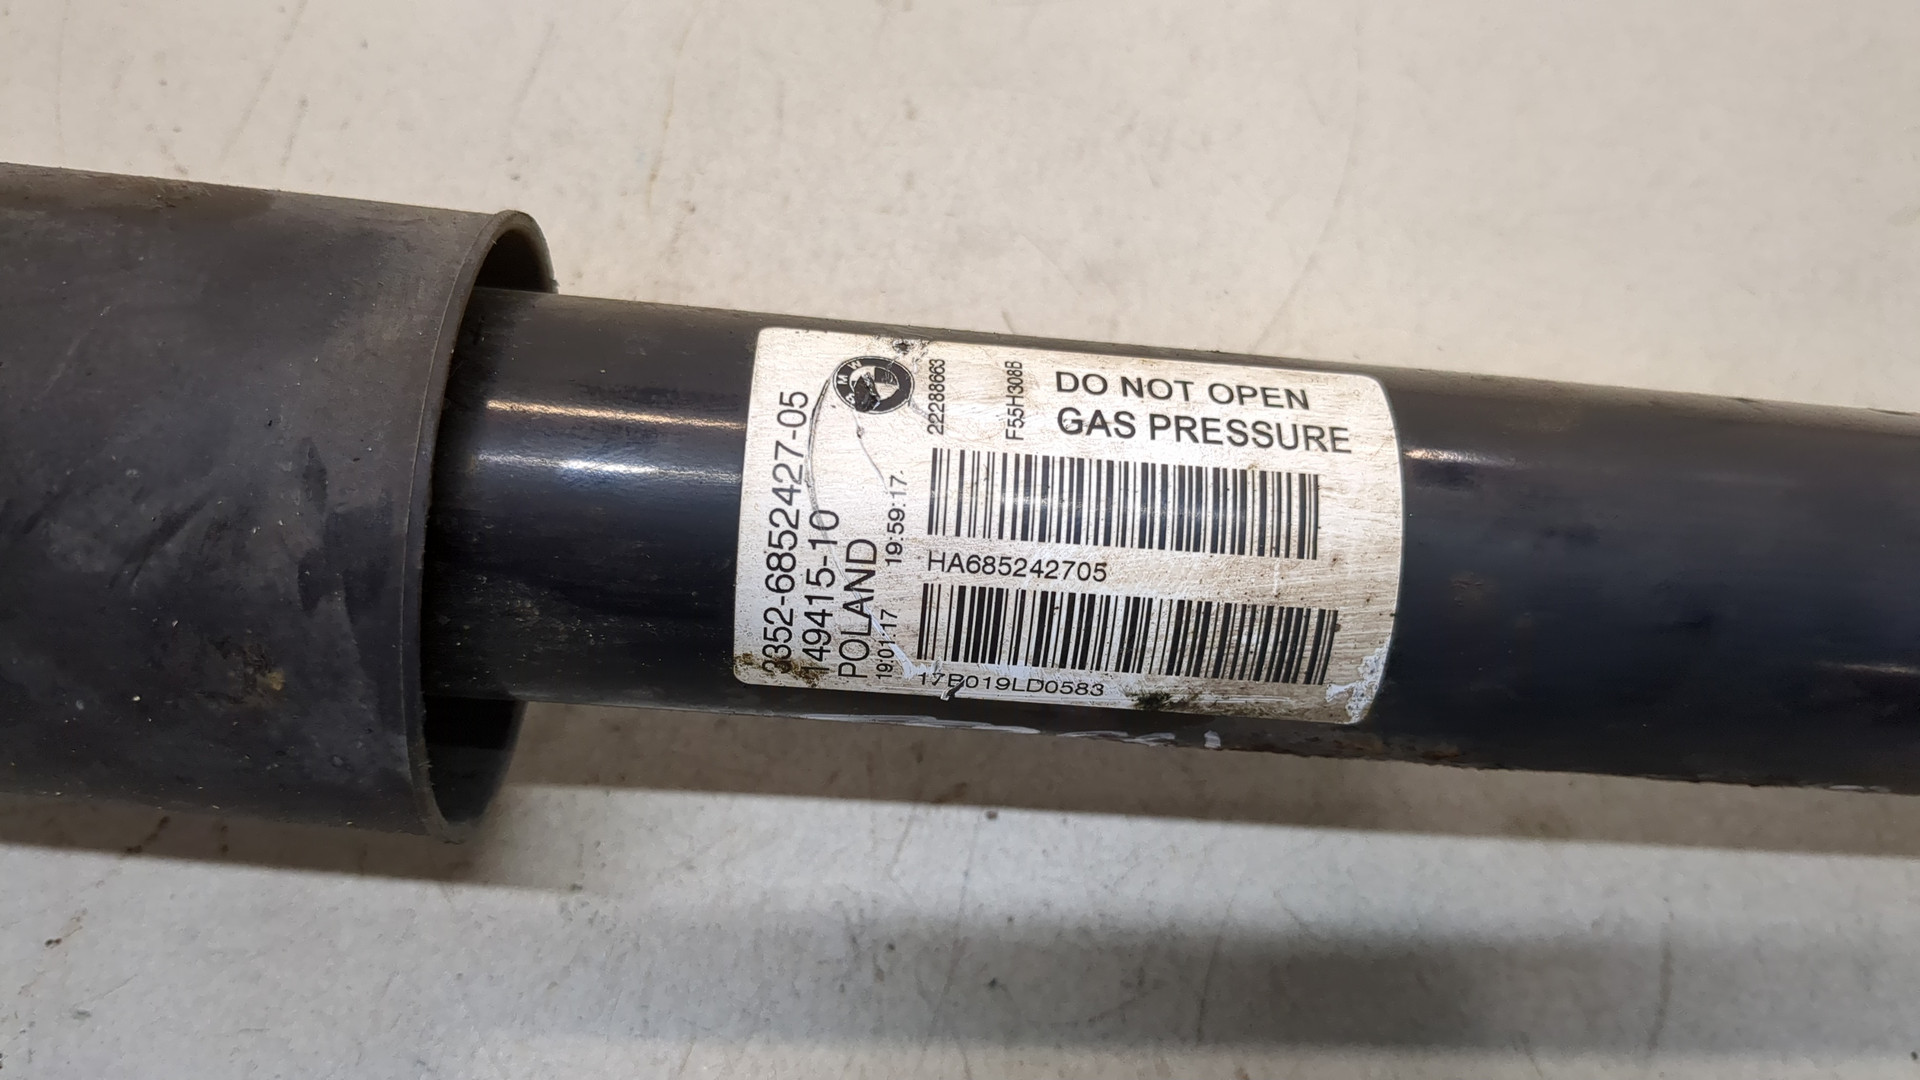 3352-6852427-05
149415-10
POLAND
19.01.17 19:59:17.
22288663
F55H308B
DO NOT OPEN
GAS PRESSURE
HA685242705
17B019LD0583